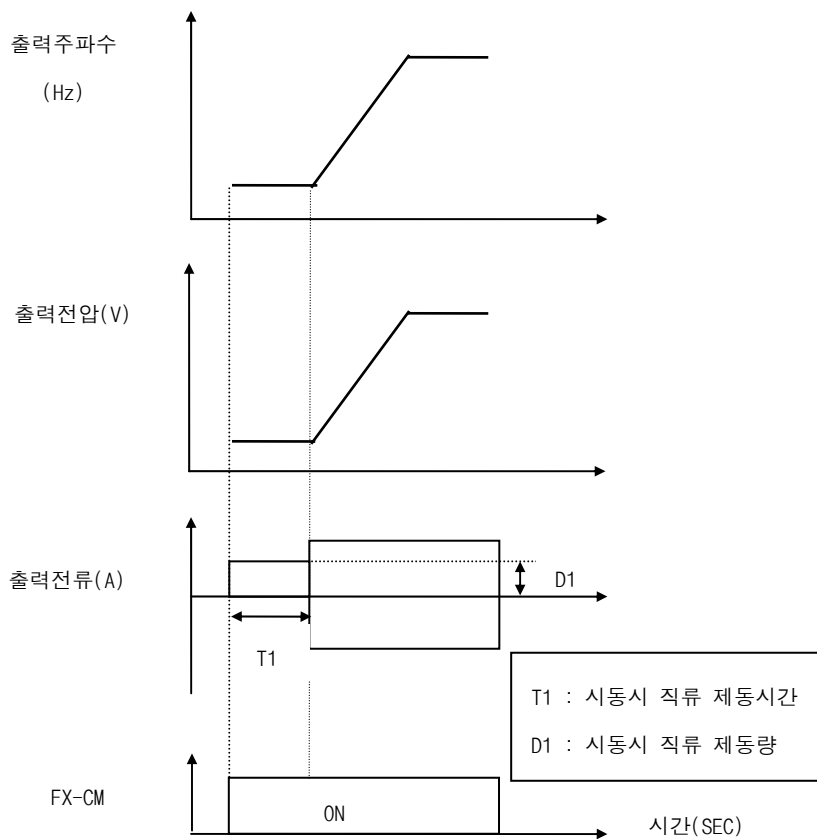 출력주파수
(Hz)
출력전압(V)
출력전류(A)
D1
T1
T1 : 시동시 직류 제동시간
D1 : 시동시 직류 제동량
FX-CM
ON
시간(SEC)